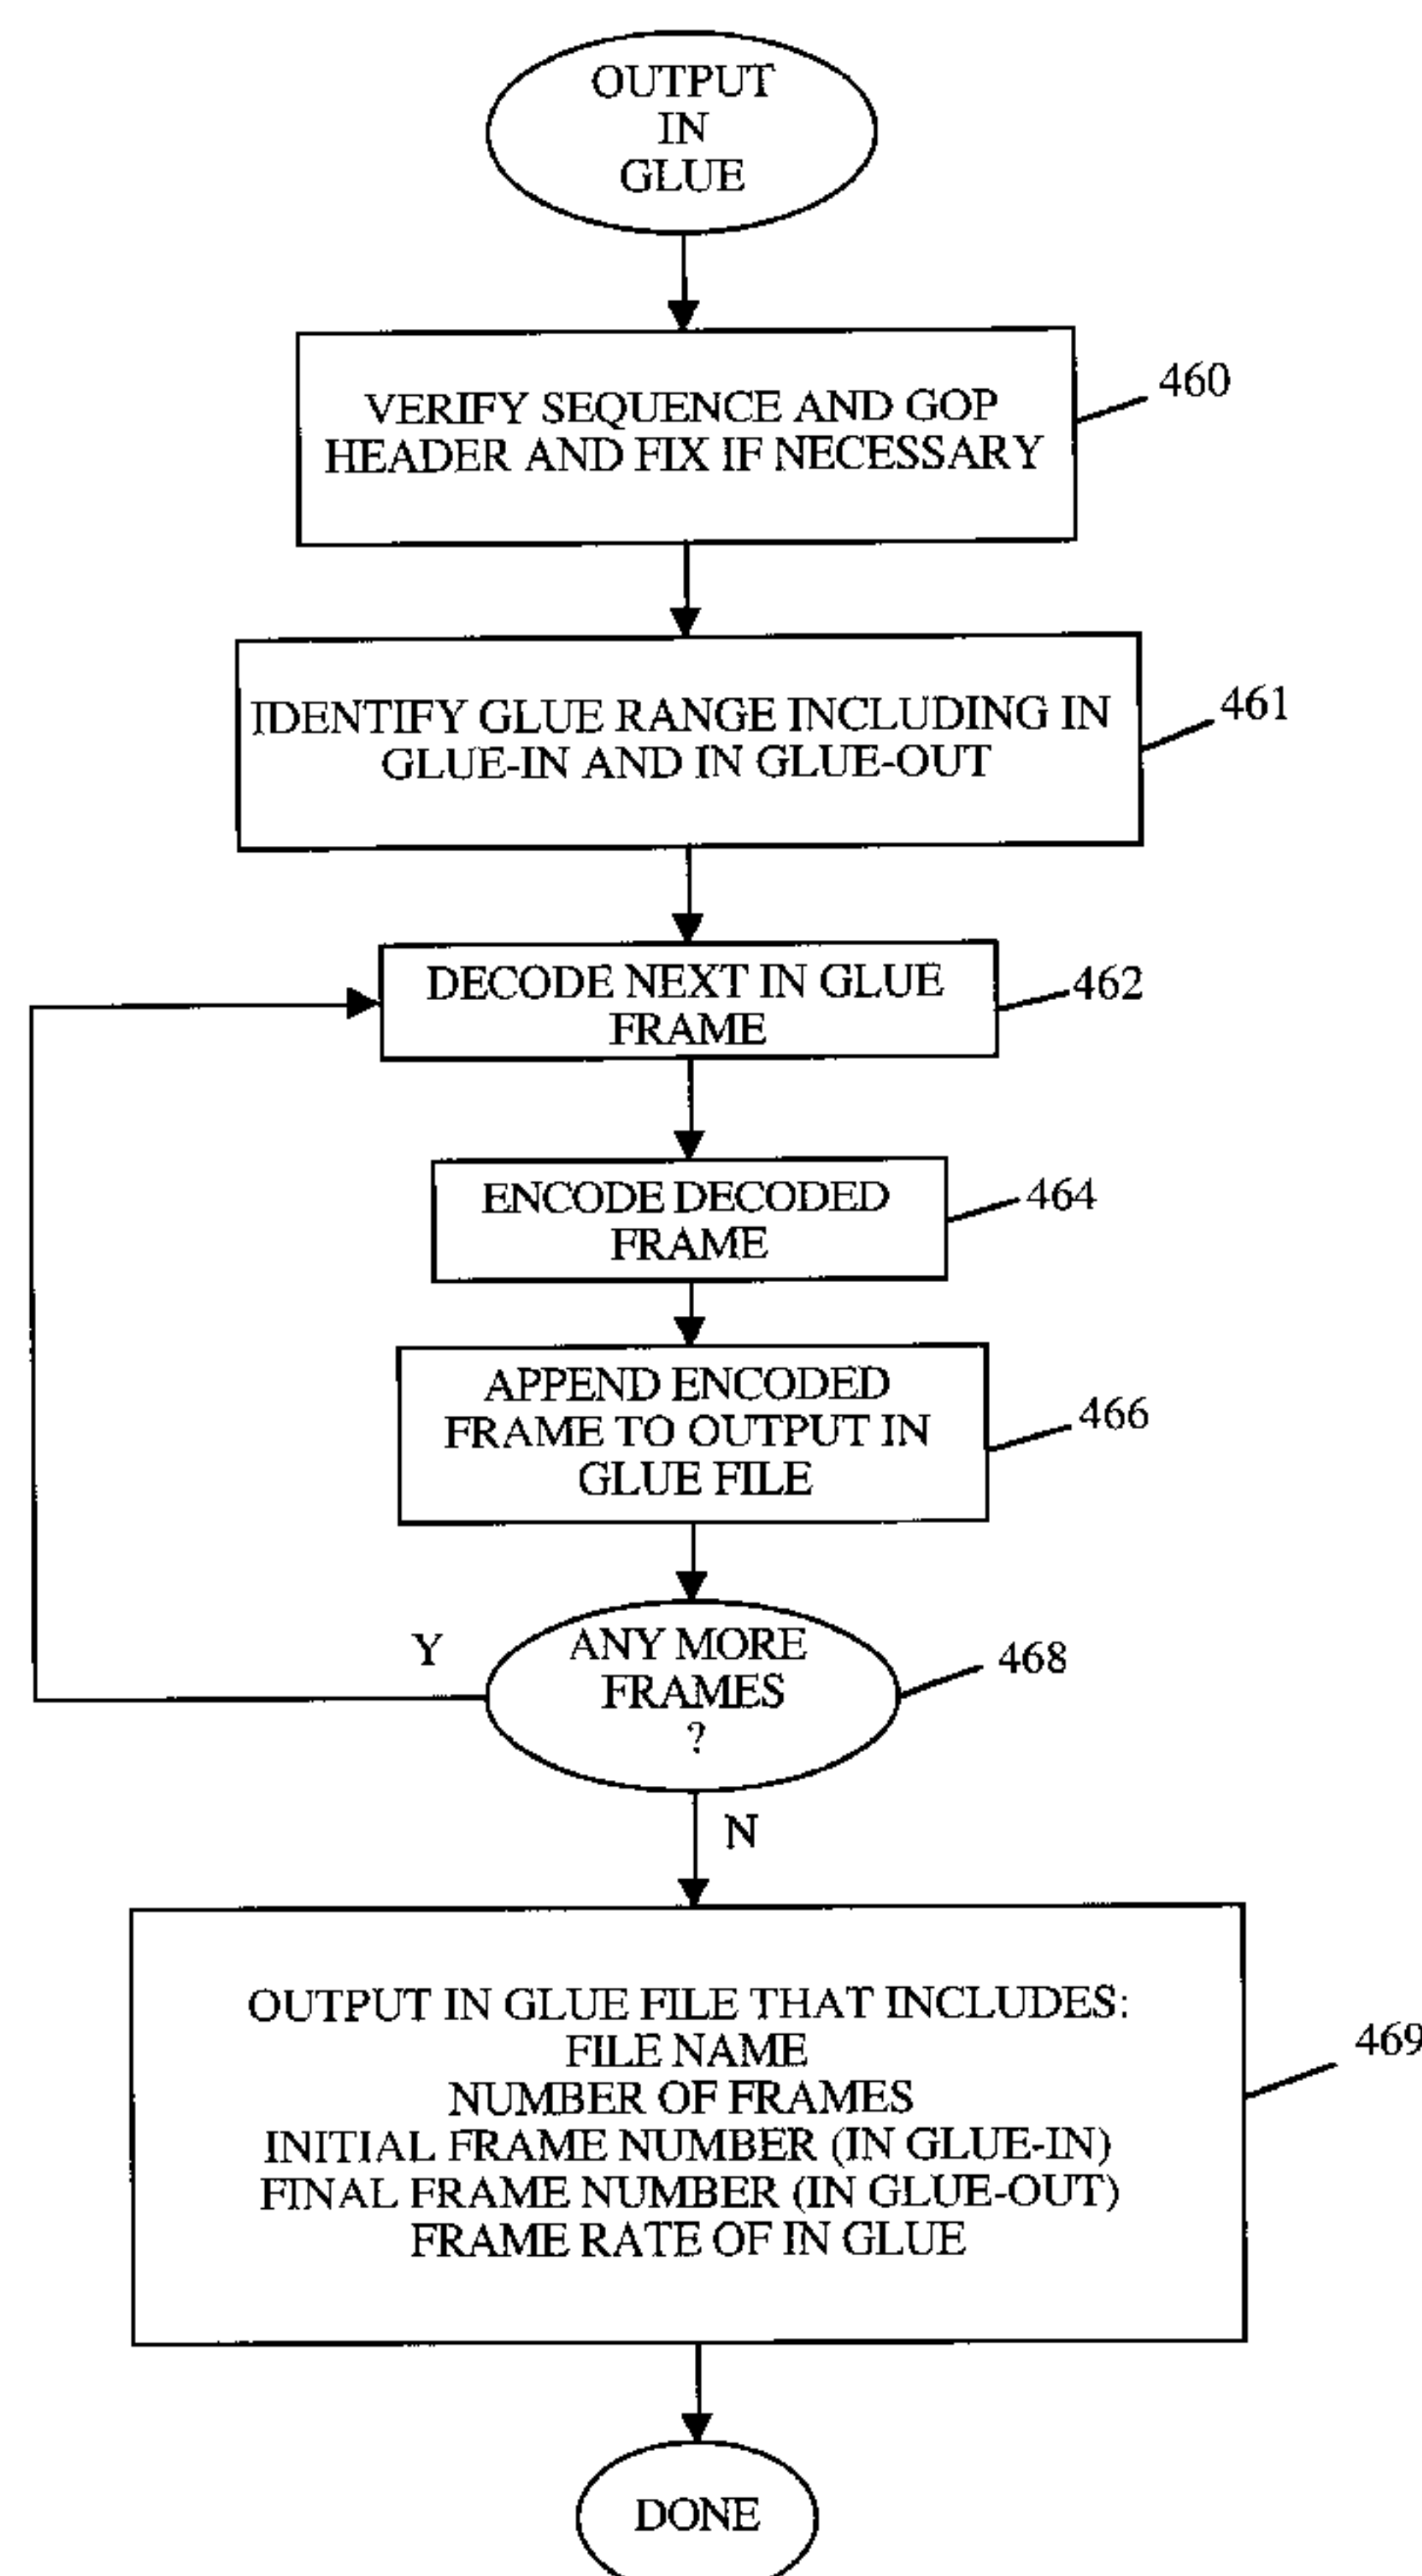 OUTPUT
IN
GLUE
VERIFY SEQUENCE AND GOP
HEADER AND FIX IF NECESSARY
460
IDENTIFY GLUE RANGE INCLUDING IN
GLUE-IN AND IN GLUE-OUT
461
DECODE NEXT IN GLUE
FRAME
462
ENCODE DECODED
FRAME
464
APPEND ENCODED
FRAME TO OUTPUT IN
GLUE FILE
466
Y
ANY MORE
FRAMES
?
468
N
OUTPUT IN GLUE FILE THAT INCLUDES:
FILE NAME
NUMBER OF FRAMES
INITIAL FRAME NUMBER (IN GLUE-IN)
FINAL FRAME NUMBER (IN GLUE-OUT)
FRAME RATE OF IN GLUE
469
DONE